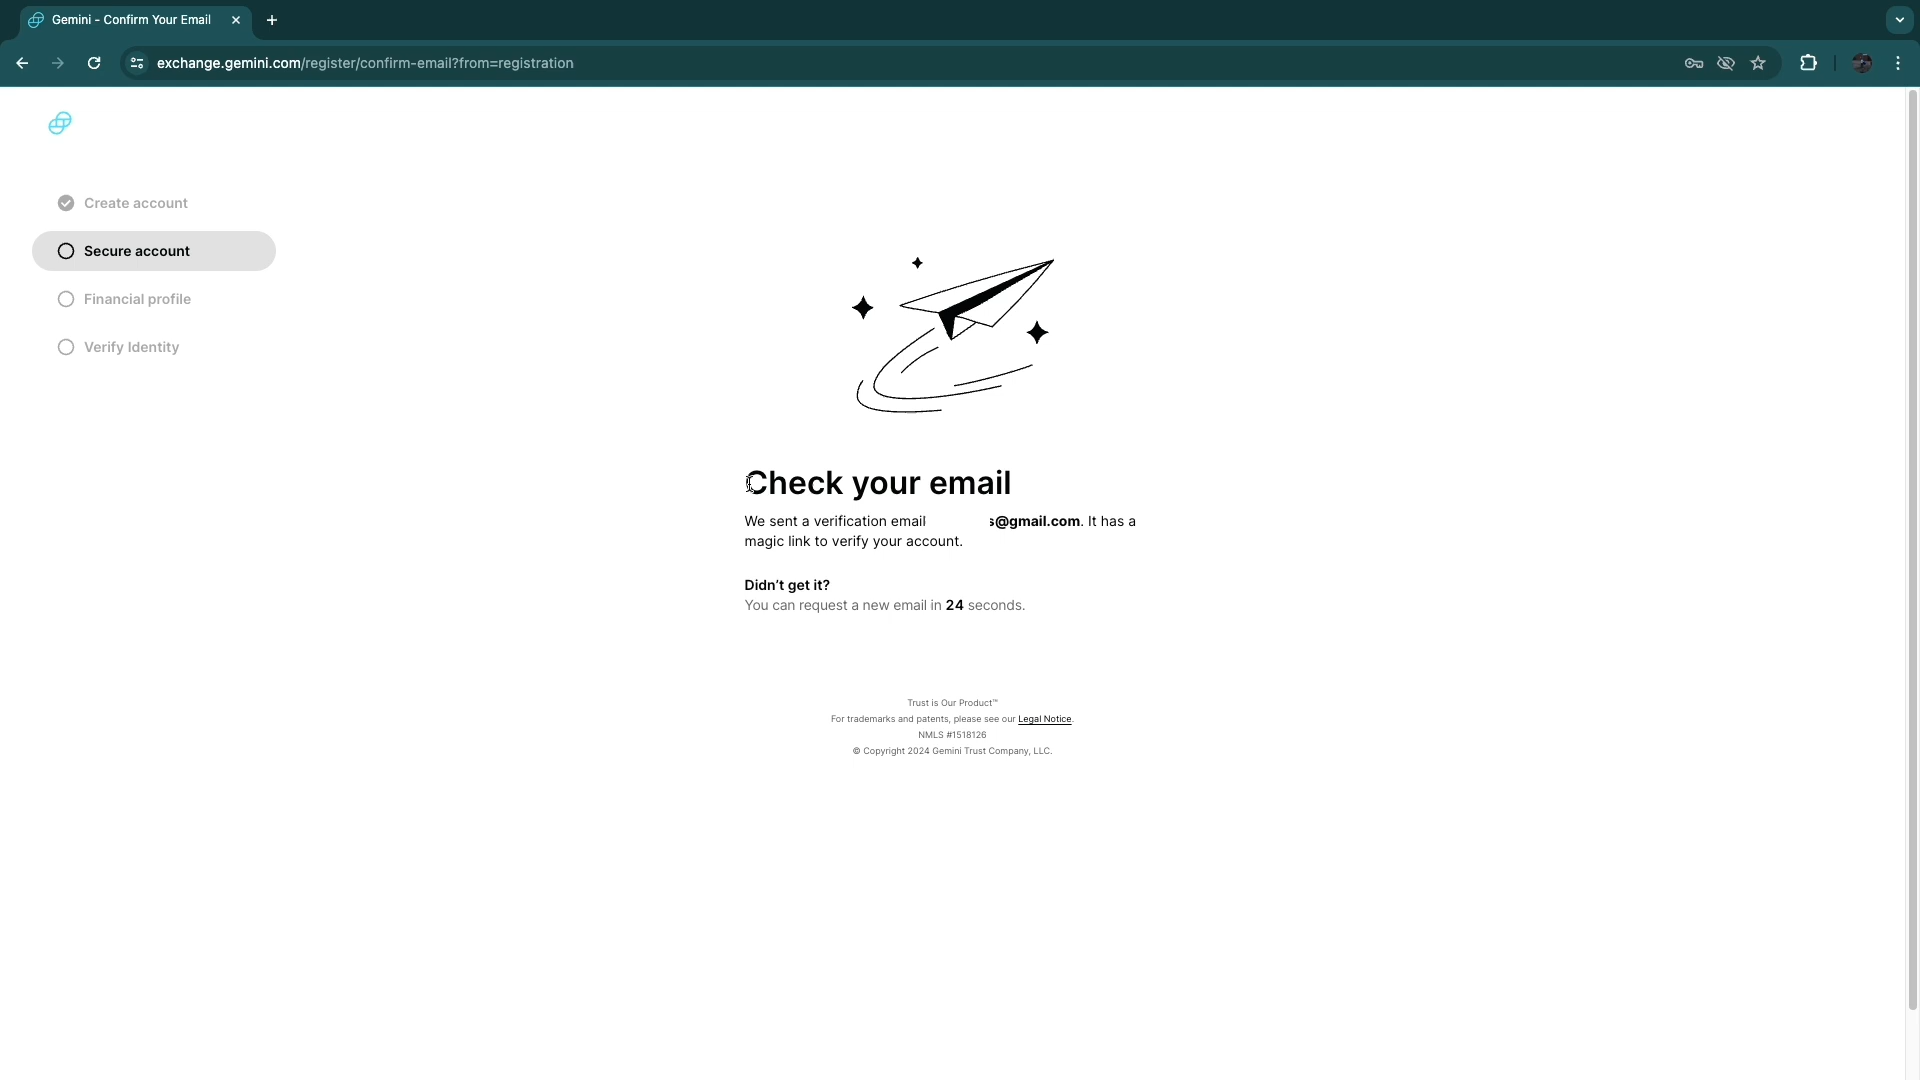 Gemini - Confirm Your Email
exchange.gemini.com/register/confirm-email?from=registration
Create account
Secure account
Financial profile
Verify Identity
Check your email
We sent a verification email s@gmail.com. It has a
magic link to verify your account.
Didn’t get it?
You can request a new email in 24 seconds.
Trust is Our Product™
For trademarks and patents, please see our Legal Notice.
NMLS #1518126
© Copyright 2024 Gemini Trust Company, LLC.